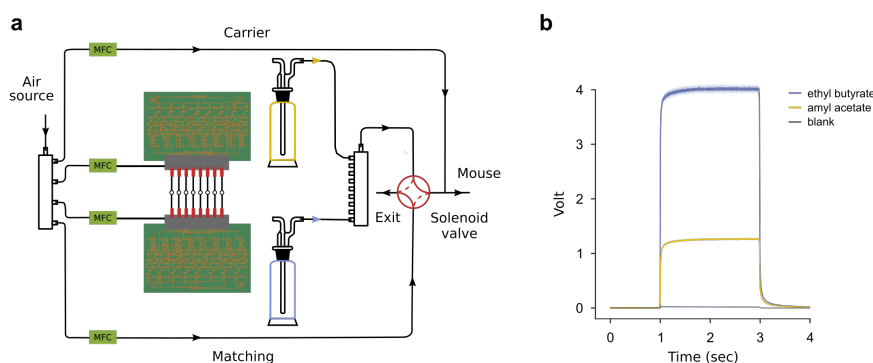 a
Carrier
MFC
Air
source
MFC
MFC
MFC
Matching
Exit
Mouse
Solenoid
valve
b
Volt
4
3
2
1
0
0
1
2
3
4
Time (sec)
ethyl butyrate
amyl acetate
blank